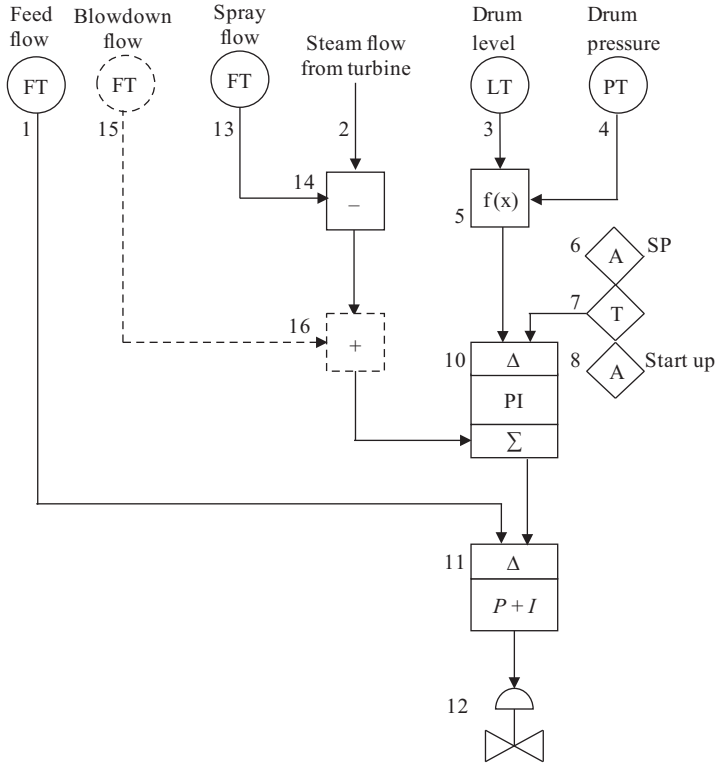 Feed
flow
Blowdown
flow
Spray
flow
Steam flow
from turbine
Drum
level
Drum
pressure
FT
FT
FT
LT
PT
1
15
13
2
3
4
14
–
5
f(x)
6
A
SP
7
T
16
+
10
Δ
8
A
Start up
PI
Σ
11
Δ
P + I
12